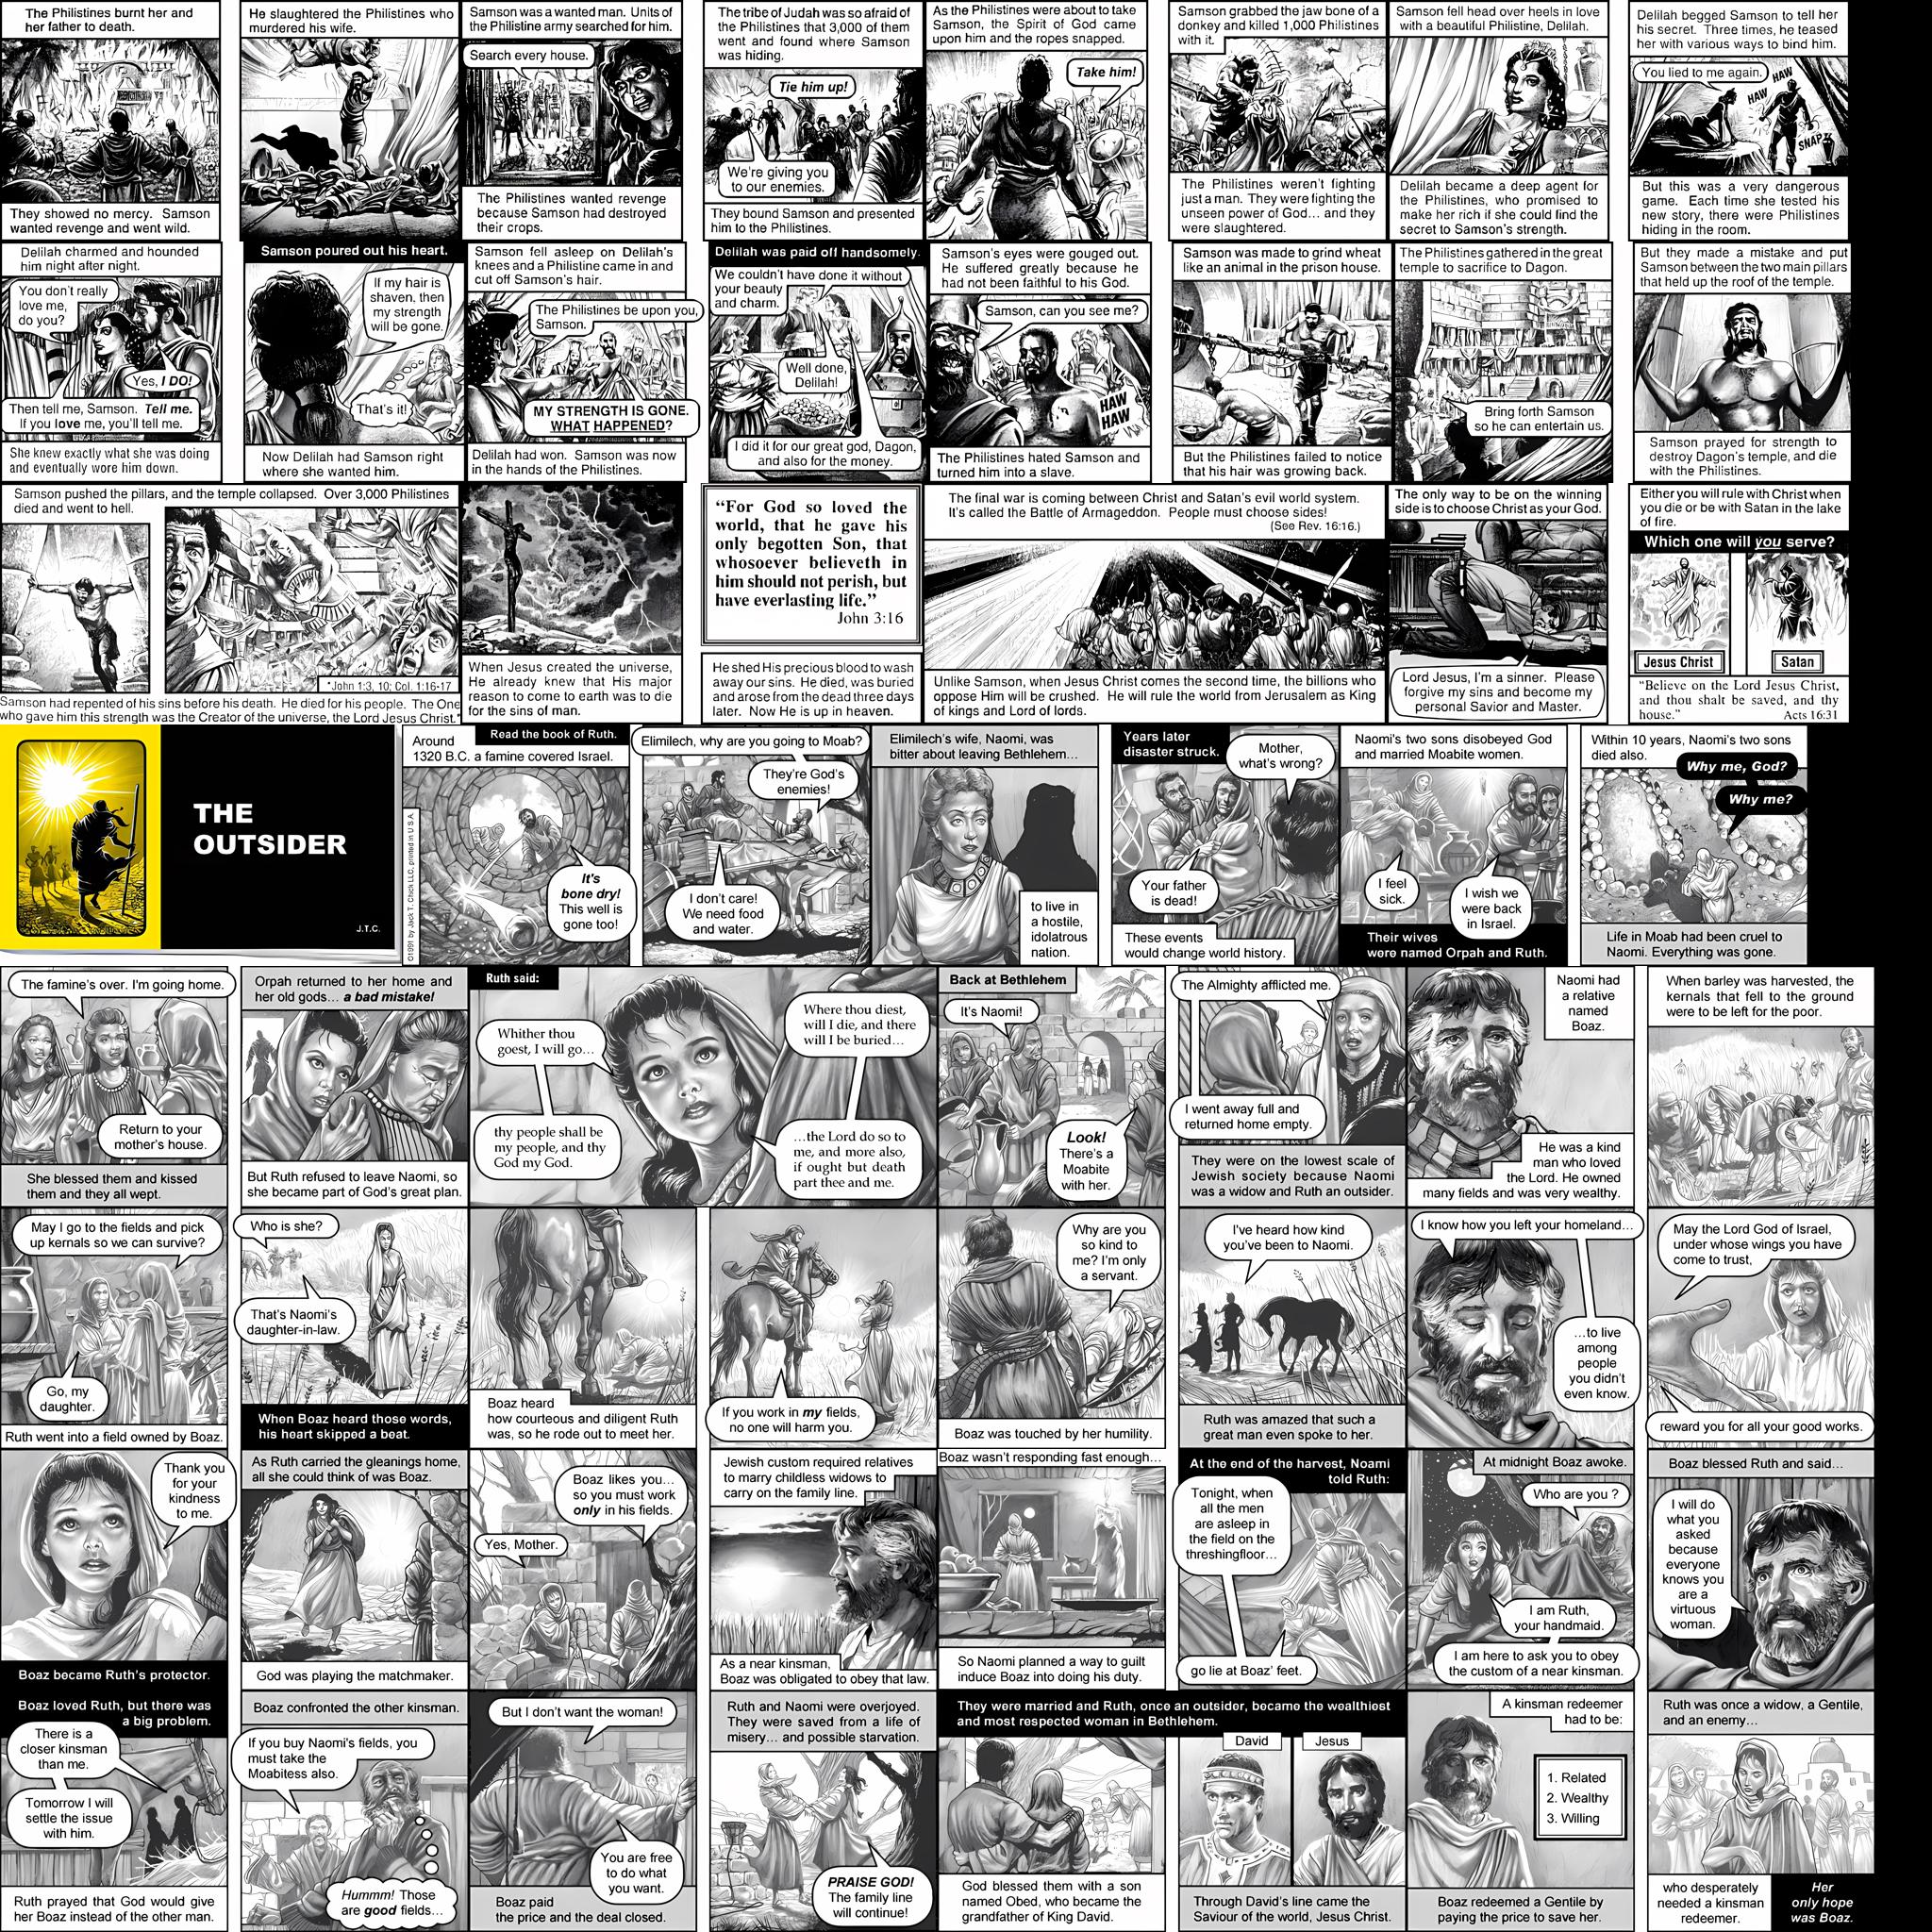 The Philistines burnt her and
her father to death.
They showed no mercy. Samson
wanted revenge and went wild.
He slaughtered the Philistines who
murdered his wife.
Samson was a wanted man. Units of
the Philistine army searched for him.
Search every house.
The Philistines wanted revenge
because Samson had destroyed
their crops.
The tribe of Judah was so afraid of
the Philistines that 3,000 of them
went and found where Samson
was hiding.
Tie him up!
We're giving you
to our enemies.
They bound Samson and presented
him to the Philistines.
As the Philistines were about to take
Samson, the Spirit of God came
upon him and the ropes snapped.
Take him!
Samson grabbed the jaw bone of a
donkey and killed 1,000 Philistines
with it.
The Philistines weren't fighting
just a man. They were fighting the
unseen power of God... and they
were slaughtered.
Samson fell head over heels in love
with a beautiful Philistine, Delilah.
Delilah became a deep agent for
the Philistines, who promised to
make her rich if she could find the
secret to Samson's strength.
Delilah begged Samson to tell her
his secret. Three times, he teased
her with various ways to bind him.
You lied to me again.
HAW
HAW
SNAP
But this was a very dangerous
game. Each time she tested his
new story, there were Philistines
hiding in the room.
Delilah charmed and hounded
him night after night.
You don't really
love me,
do you?
Yes, I DO!
Then tell me, Samson. Tell me.
If you love me, you'll tell me.
She knew exactly what she was doing
and eventually wore him down.
Samson poured out his heart.
If my hair is
shaven, then
my strength
will be gone.
That's it!
Now Delilah had Samson right
where she wanted him.
Samson fell asleep on Delilah's
knees and a Philistine came in and
cut off Samson's hair.
The Philistines be upon you,
Samson.
MY STRENGTH IS GONE.
WHAT HAPPENED?
Delilah had won. Samson was now
in the hands of the Philistines.
Delilah was paid off handsomely.
We couldn't have done it without
your beauty
and charm.
Well done,
Delilah!
I did it for our great god, Dagon,
and also for the money.
Samson's eyes were gouged out.
He suffered greatly because he
had not been faithful to his God.
Samson, can you see me?
HAW
HAW
The Philistines hated Samson and
turned him into a slave.
Samson was made to grind wheat
like an animal in the prison house.
But the Philistines failed to notice
that his hair was growing back.
The Philistines gathered in the great
temple to sacrifice to Dagon.
Bring forth Samson
so he can entertain us.
But they made a mistake and put
Samson between the two main pillars
that held up the roof of the temple.
Samson prayed for strength to
destroy Dagon's temple, and die
with the Philistines.
Samson pushed the pillars, and the temple collapsed. Over 3,000 Philistines
died and went to hell.
*John 1:3, 10; Col. 1:16-17
Samson had repented of his sins before his death. He died for his people. The One
who gave him this strength was the Creator of the universe, the Lord Jesus Christ.*
When Jesus created the universe,
He already knew that His major
reason to come to earth was to die
for the sins of man.
“For God so loved the
world, that he gave his
only begotten Son, that
whosoever believeth in
him should not perish, but
have everlasting life.”
John 3:16
He shed His precious blood to wash
away our sins. He died, was buried
and arose from the dead three days
later. Now He is up in heaven.
The final war is coming between Christ and Satan's evil world system.
It's called the Battle of Armageddon. People must choose sides!
(See Rev. 16:16.)
Unlike Samson, when Jesus Christ comes the second time, the billions who
oppose Him will be crushed. He will rule the world from Jerusalem as King
of kings and Lord of lords.
The only way to be on the winning
side is to choose Christ as your God.
Lord Jesus, I'm a sinner. Please
forgive my sins and become my
personal Savior and Master.
Either you will rule with Christ when
you die or be with Satan in the lake
of fire.
Which one will you serve?
Jesus Christ
Satan
“Believe on the Lord Jesus Christ,
and thou shalt be saved, and thy
house.” Acts 16:31
THE
OUTSIDER
J.T.C.
©1991 by Jack T. Chick LLC, printed in U.S.A.
Read the book of Ruth.
Around
1320 B.C. a famine covered Israel.
It's
bone dry!
This well is
gone too!
Elimilech, why are you going to Moab?
They're God's
enemies!
I don't care!
We need food
and water.
Elimilech's wife, Naomi, was
bitter about leaving Bethlehem...
to live in
a hostile,
idolatrous
nation.
Years later
disaster struck.
Mother,
what's wrong?
Your father
is dead!
These events
would change world history.
Naomi's two sons disobeyed God
and married Moabite women.
I feel
sick.
I wish we
were back
in Israel.
Their wives
were named Orpah and Ruth.
Within 10 years, Naomi's two sons
died also.
Why me, God?
Why me?
Life in Moab had been cruel to
Naomi. Everything was gone.
The famine's over. I'm going home.
Return to your
mother's house.
She blessed them and kissed
them and they all wept.
Orpah returned to her home and
her old gods... a bad mistake!
But Ruth refused to leave Naomi, so
she became part of God's great plan.
Ruth said:
Whither thou
goest, I will go...
thy people shall be
my people, and thy
God my God.
Where thou diest,
will I die, and there
will I be buried...
...the Lord do so to
me, and more also,
if ought but death
part thee and me.
Back at Bethlehem
It's Naomi!
Look!
There's a
Moabite
with her.
The Almighty afflicted me.
I went away full and
returned home empty.
They were on the lowest scale of
Jewish society because Naomi
was a widow and Ruth an outsider.
Naomi had
a relative
named
Boaz.
He was a kind
man who loved
the Lord. He owned
many fields and was very wealthy.
When barley was harvested, the
kernals that fell to the ground
were to be left for the poor.
May I go to the fields and pick
up kernals so we can survive?
Go, my
daughter.
Ruth went into a field owned by Boaz.
Who is she?
That's Naomi's
daughter-in-law.
When Boaz heard those words,
his heart skipped a beat.
Boaz heard
how courteous and diligent Ruth
was, so he rode out to meet her.
If you work in my fields,
no one will harm you.
Why are you
so kind to
me? I'm only
a servant.
Boaz was touched by her humility.
I've heard how kind
you've been to Naomi.
Ruth was amazed that such a
great man even spoke to her.
I know how you left your homeland...
...to live
among
people
you didn't
even know.
May the Lord God of Israel,
under whose wings you have
come to trust,
reward you for all your good works.
Thank you
for your
kindness
to me.
Boaz became Ruth's protector.
As Ruth carried the gleanings home,
all she could think of was Boaz.
God was playing the matchmaker.
Boaz likes you...
so you must work
only in his fields.
Yes, Mother.
Jewish custom required relatives
to marry childless widows to
carry on the family line.
As a near kinsman,
Boaz was obligated to obey that law.
Boaz wasn't responding fast enough...
So Naomi planned a way to guilt
induce Boaz into doing his duty.
At the end of the harvest, Naomi
told Ruth:
Tonight, when
all the men
are asleep in
the field on the
threshingfloor...
go lie at Boaz' feet.
At midnight Boaz awoke.
Who are you ?
I am Ruth,
your handmaid.
I am here to ask you to obey
the custom of a near kinsman.
Boaz blessed Ruth and said...
I will do
what you
asked
because
everyone
knows you
are a
virtuous
woman.
Boaz loved Ruth, but there was
a big problem.
There is a
closer kinsman
than me.
Tomorrow I will
settle the issue
with him.
Ruth prayed that God would give
her Boaz instead of the other man.
Boaz confronted the other kinsman.
If you buy Naomi's fields, you
must take the
Moabitess also.
Hummm! Those
are good fields...
But I don't want the woman!
You are free
to do what
you want.
Boaz paid
the price and the deal closed.
Ruth and Naomi were overjoyed.
They were saved from a life of
misery... and possible starvation.
PRAISE GOD!
The family line
will continue!
They were married and Ruth, once an outsider, became the wealthiest
and most respected woman in Bethlehem.
God blessed them with a son
named Obed, who became the
grandfather of King David.
David
Jesus
Through David's line came the
Saviour of the world, Jesus Christ.
A kinsman redeemer
had to be:
1. Related
2. Wealthy
3. Willing
Boaz redeemed a Gentile by
paying the price to save her.
Ruth was once a widow, a Gentile,
and an enemy...
who desperately
needed a kinsman
redeemer.
Her
only hope
was Boaz.